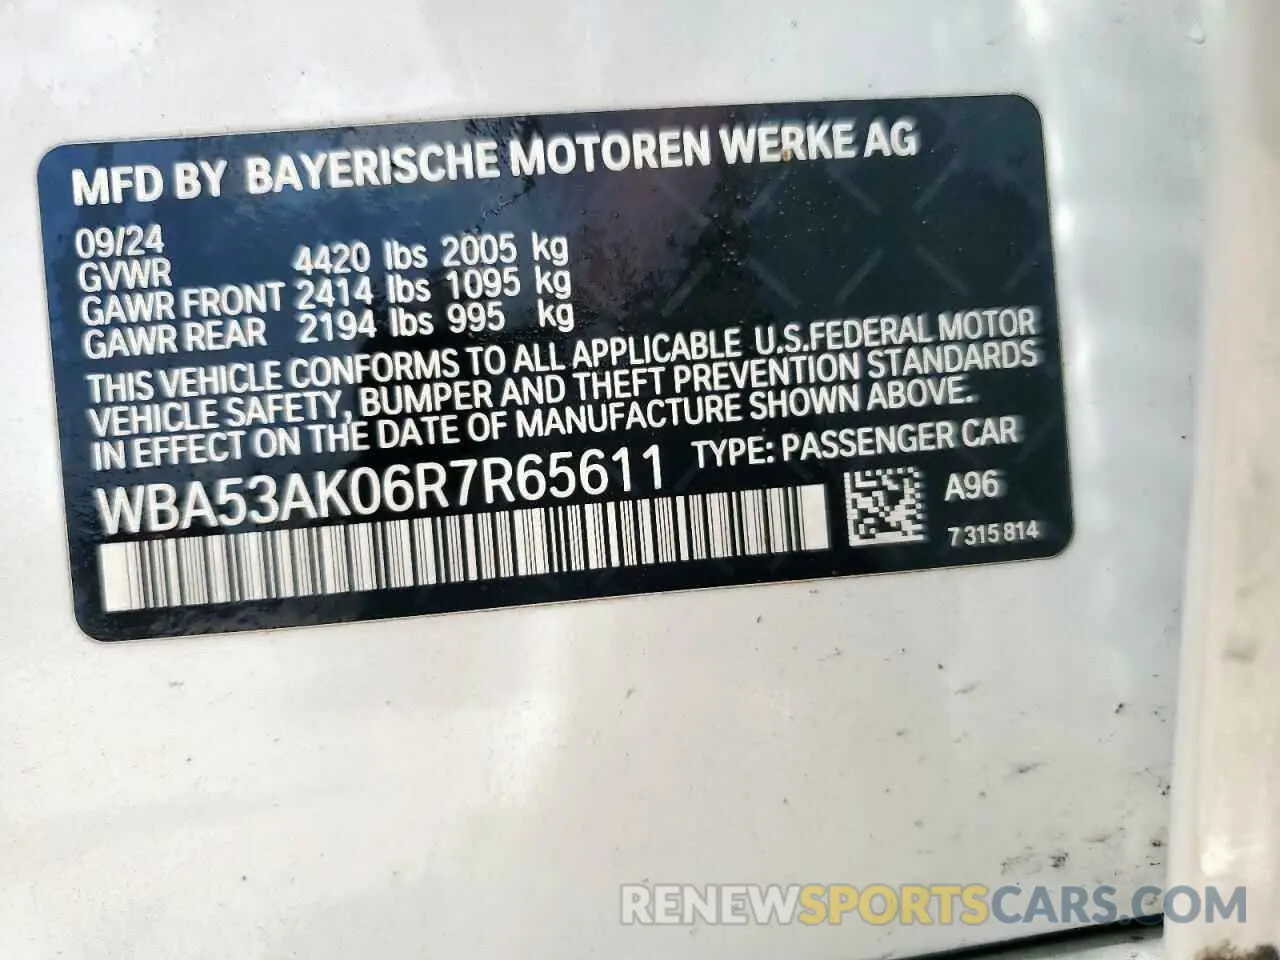 MFD BY BAYERISCHE MOTOREN WERKE AG
09/24
GVWR 4420 lbs 2005 kg
GAWR FRONT 2414 lbs 1095 kg
GAWR REAR 2194 lbs 995 kg
THIS VEHICLE CONFORMS TO ALL APPLICABLE U.S.FEDERAL MOTOR
VEHICLE SAFETY, BUMPER AND THEFT PREVENTION STANDARDS
IN EFFECT ON THE DATE OF MANUFACTURE SHOWN ABOVE.
WBA53AK06R7R65611 TYPE: PASSENGER CAR
A96
7 315 814
RENEWSPORTSCARS.COM